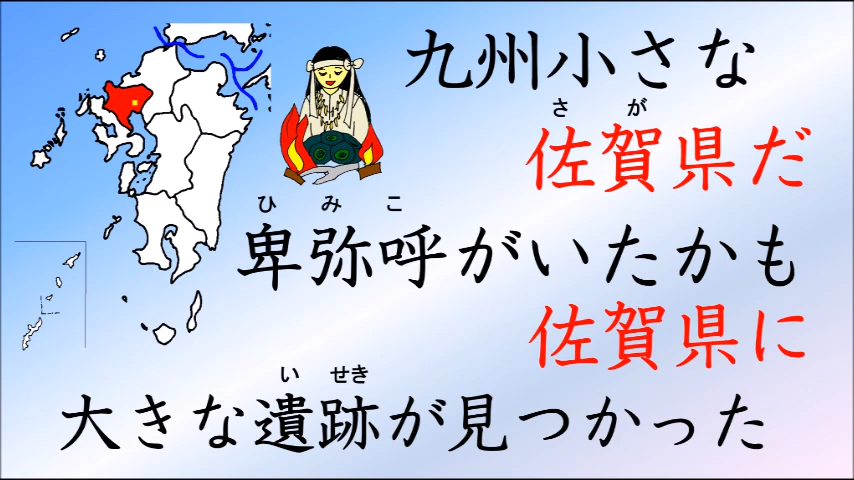 九州小さな
さが
佐賀県だ
ひみこ
卑弥呼がいたかも
佐賀県に
いせき
大きな遺跡が見つかった